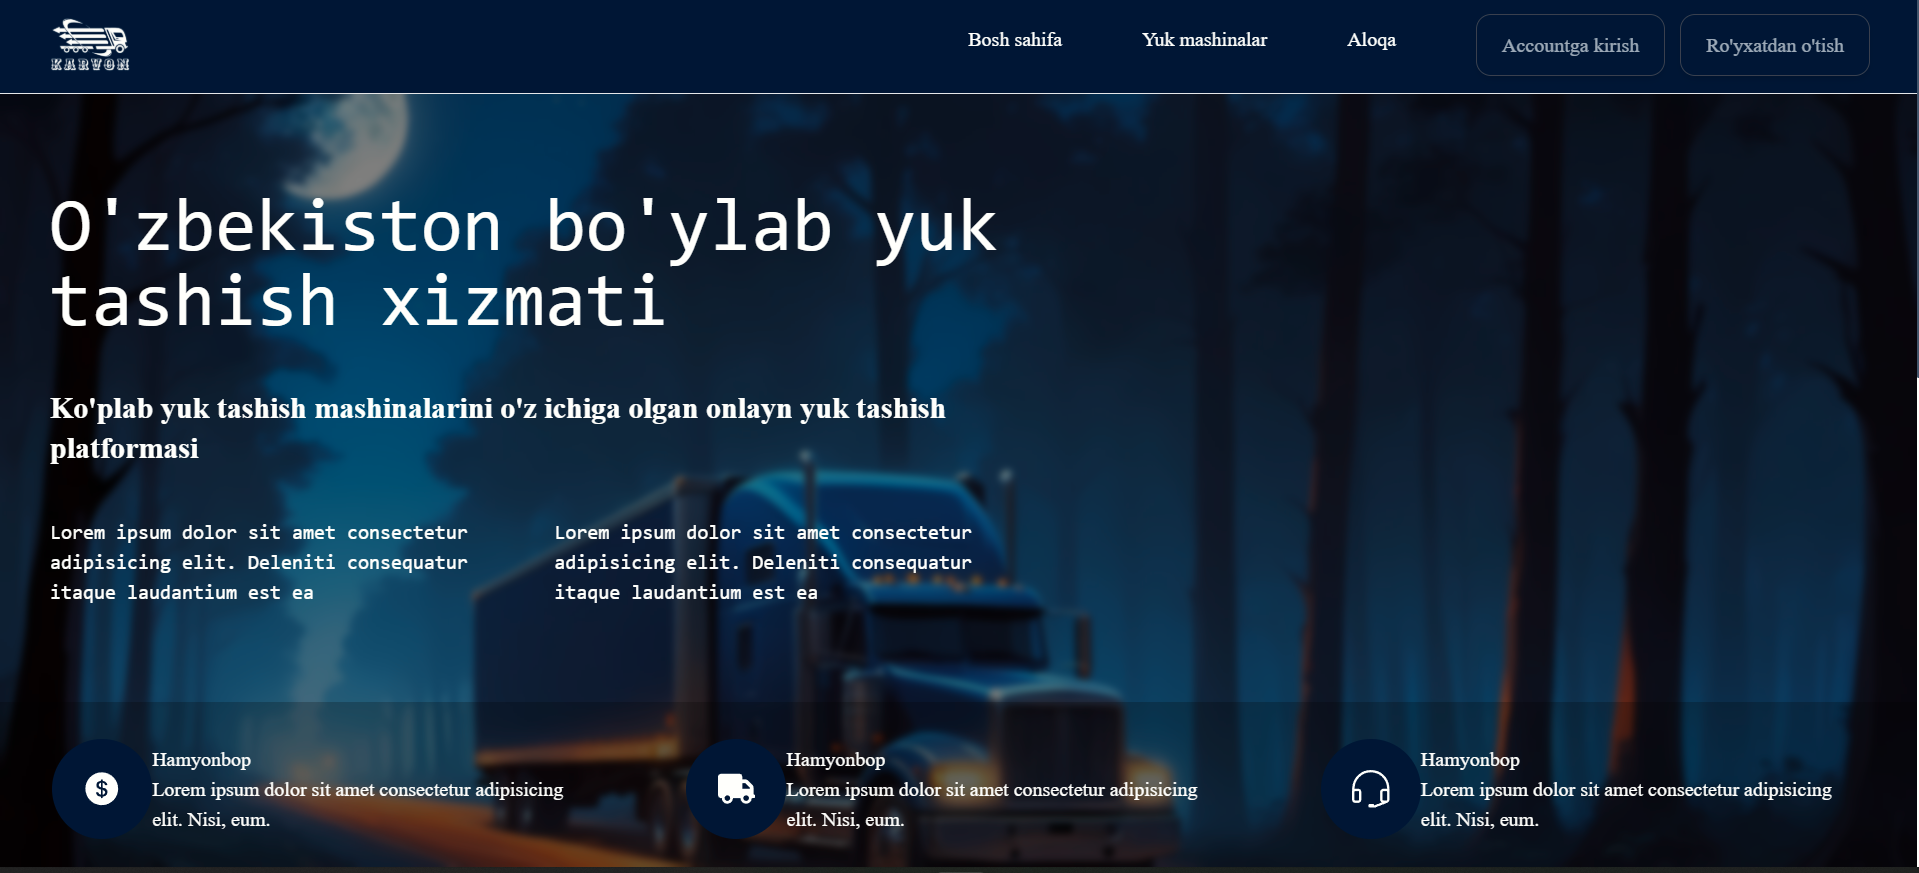 KARVON
Bosh sahifa
Yuk mashinalar
Aloqa
Accountga kirish
Ro'yxatdan o'tish
O'zbekiston bo'ylab yuk
tashish xizmati
Ko'plab yuk tashish mashinalarini o'z ichiga olgan onlayn yuk tashish
platformasi
Lorem ipsum dolor sit amet consectetur
adipisicing elit. Deleniti consequatur
itaque laudantium est ea
Lorem ipsum dolor sit amet consectetur
adipisicing elit. Deleniti consequatur
itaque laudantium est ea
Hamyonbop
Lorem ipsum dolor sit amet consectetur adipisicing
elit. Nisi, eum.
Hamyonbop
Lorem ipsum dolor sit amet consectetur adipisicing
elit. Nisi, eum.
Hamyonbop
Lorem ipsum dolor sit amet consectetur adipisicing
elit. Nisi, eum.